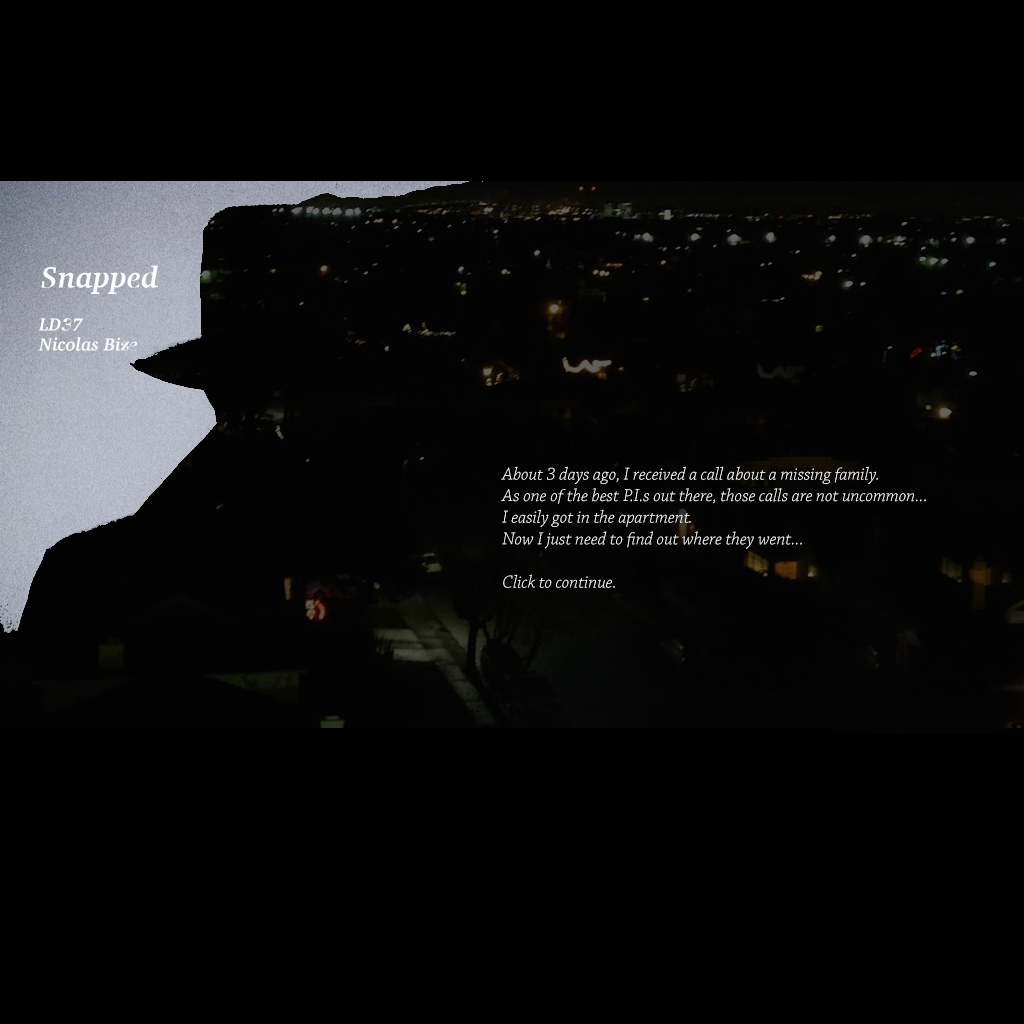 Snapped
LD37
Nicolas Bize
About 3 days ago, I received a call about a missing family.
As one of the best P.I.s out there, those calls are not uncommon...
I easily got in the apartment.
Now I just need to find out where they went...
Click to continue.